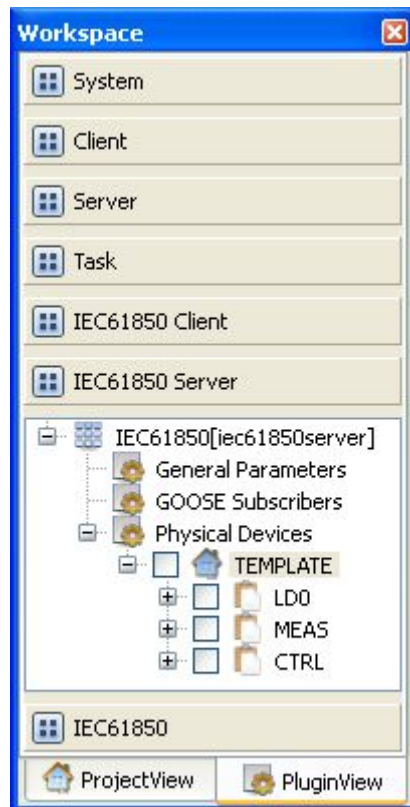 Workspace
System
Client
Server
Task
IEC61850 Client
IEC61850 Server
IEC61850[iec61850server]
General Parameters
GOOSE Subscribers
Physical Devices
TEMPLATE
LD0
MEAS
CTRL
IEC61850
ProjectView PluginView